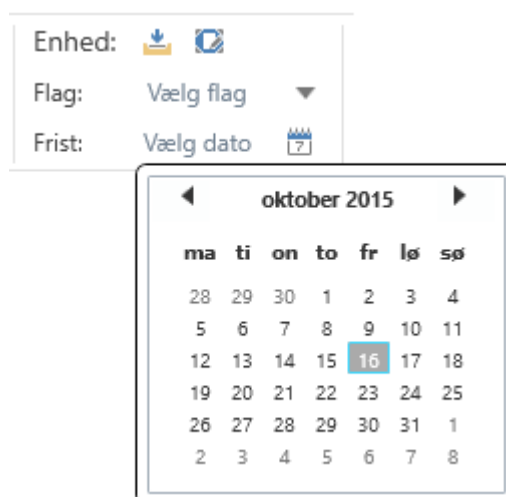 Enhed:
Flag: Vælg flag
Frist: Vælg dato 7
oktober 2015
ma ti on to fr lø sø
28 29 30 1 2 3 4
5 6 7 8 9 10 11
12 13 14 15 16 17 18
19 20 21 22 23 24 25
26 27 28 29 30 31 1
2 3 4 5 6 7 8